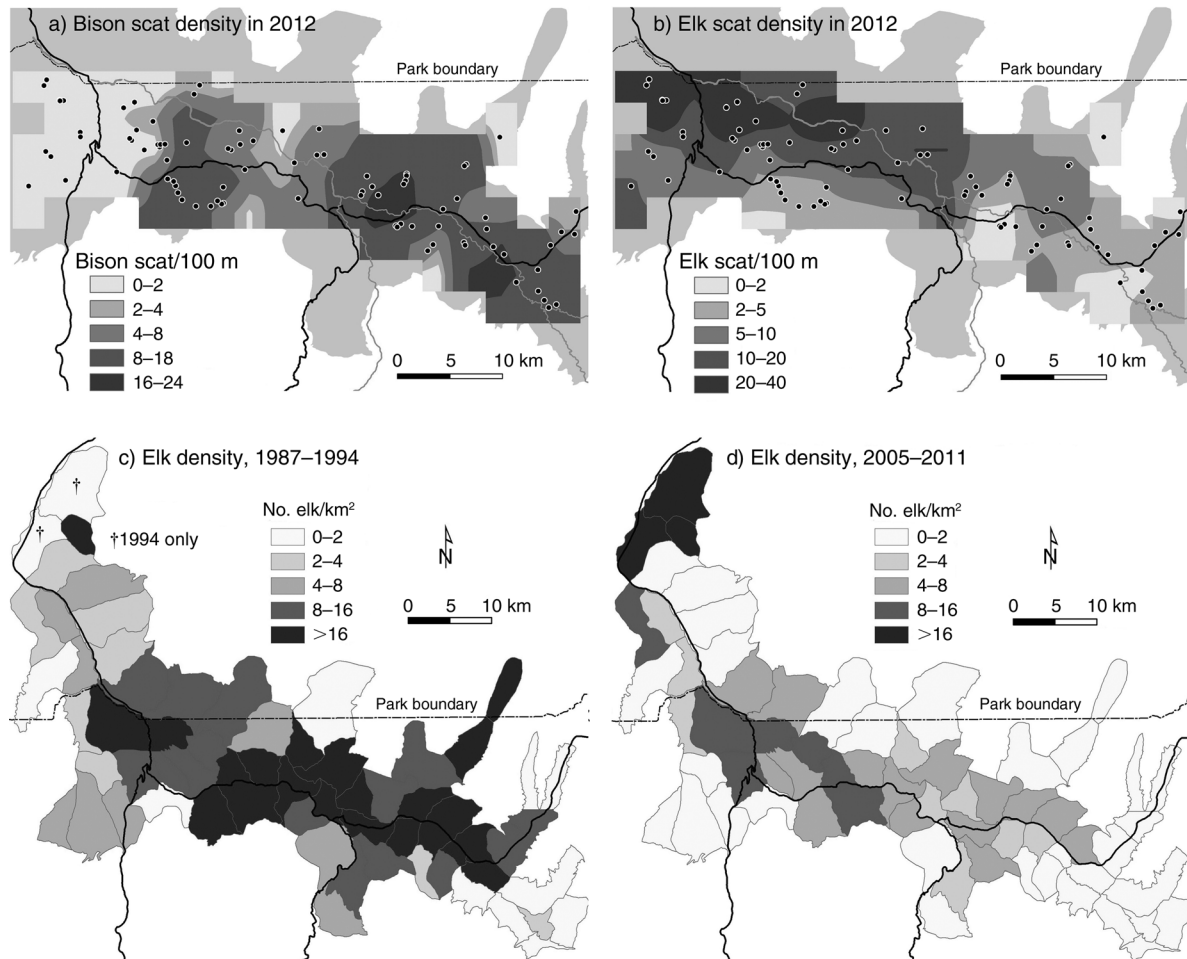 a) Bison scat density in 2012
Park boundary
Bison scat/100 m
0–2
2–4
4–8
8–18
16–24
0 5 10 km
b) Elk scat density in 2012
Park boundary
Elk scat/100 m
0–2
2–5
5–10
10–20
20–40
0 5 10 km
c) Elk density, 1987–1994
†
†
†1994 only
No. elk/km²
0–2
2–4
4–8
8–16
>16
N
0 5 10 km
Park boundary
d) Elk density, 2005–2011
No. elk/km²
0–2
2–4
4–8
8–16
>16
N
0 5 10 km
Park boundary